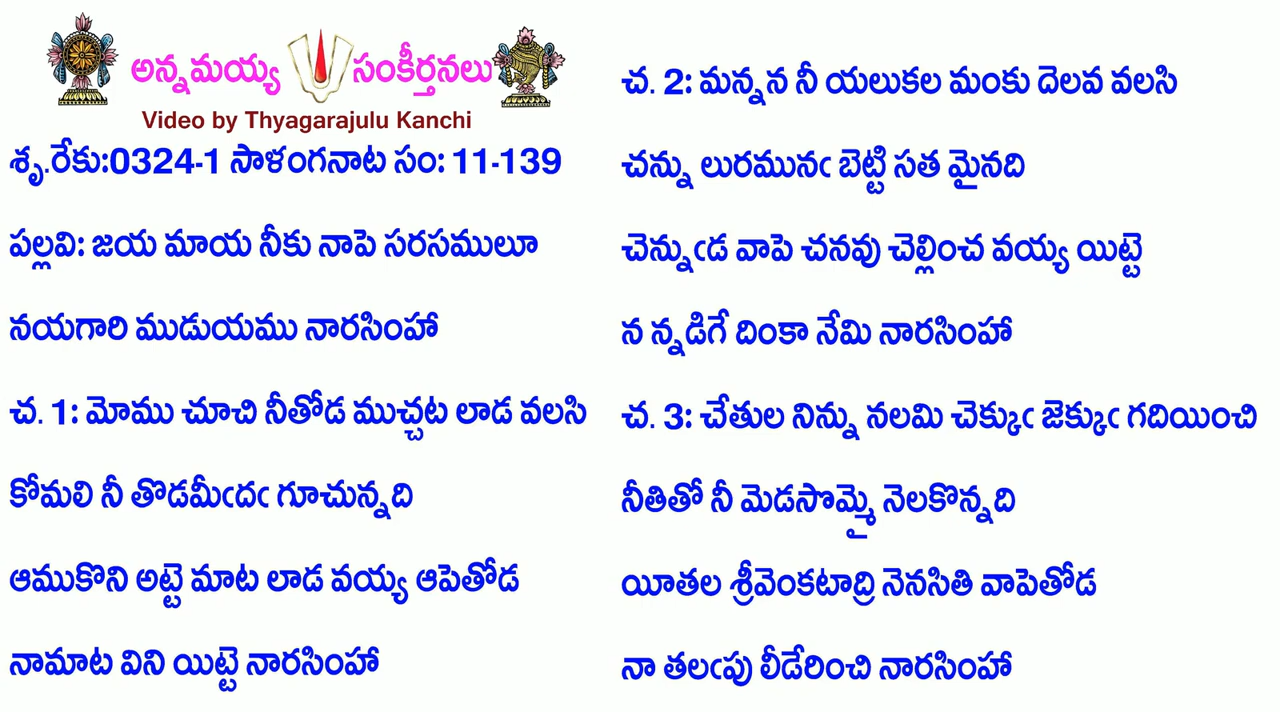 అన్నమయ్య సంకీర్తనలు
Video by Thyagarajulu Kanchi
శృ.రేకు:0324-1 సాళంగనాట సం: 11-139
పల్లవి: జయ మాయ నీకు నాపె సరసములూ
నయగారి ముడుయము నారసింహా
చ. 1: మోము చూచి నీతోడ ముచ్చట లాడ వలసి
కోమలి నీ తొడమీఁదఁ గూచున్నది
ఆముకొని అట్టె మాట లాడ వయ్య ఆపెతోడ
నామాట విని యిట్టె నారసింహా
చ. 2: మన్నన నీ యలుకల మంకు దెలవ వలసి
చన్ను లురమునఁ బెట్టి సత మైనది
చెన్నుఁడ వాపె చనవు చెల్లించ వయ్య యిట్టె
న న్నడిగే దింకా నేమి నారసింహా
చ. 3: చేతుల నిన్ను నలమి చెక్కుఁ జెక్కుఁ గదియించి
నీతితో నీ మెడసొమ్మై నెలకొన్నది
యీతల శ్రీవెంకటాద్రి నెనసితి వాపెతోడ
నా తలఁపు లీడేరించి నారసింహా